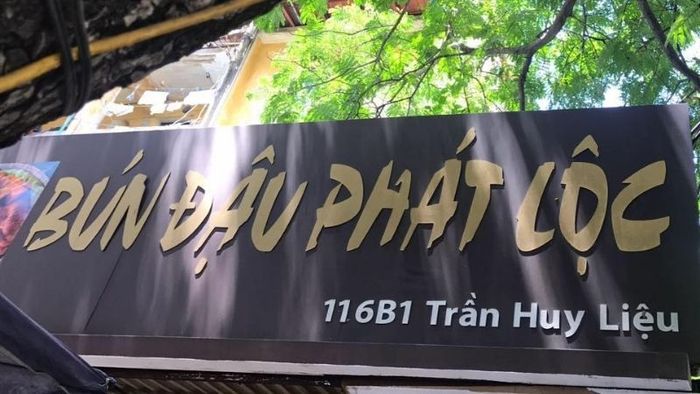 BÚN ĐẬU PHÁT LỘC
116B1 Trần Huy Liệu